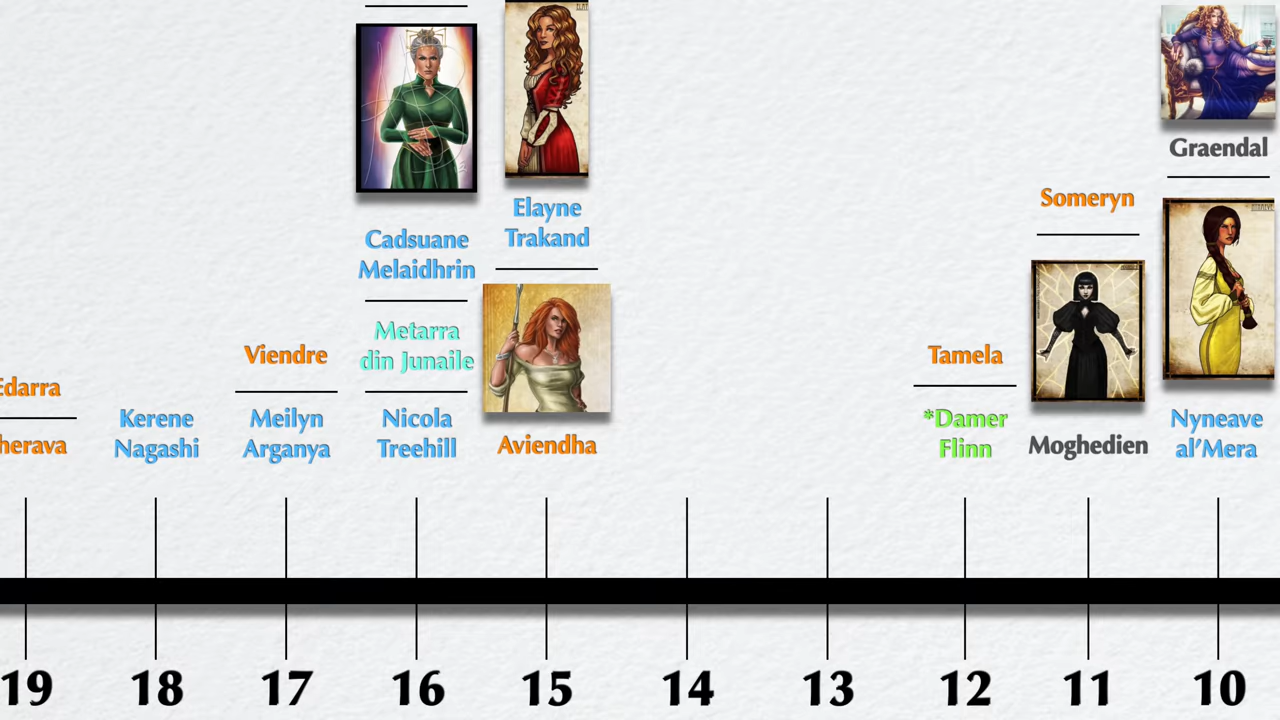 Graendal
Someryn
Elayne
Trakand
Cadsuane
Melaidhrin
Metarra
din Junaile
Viendre
Tamela
Edarra
Kerene
Nagashi
Meilyn
Arganya
Nicola
Treehill
Aviendha
*Damer
Flinn
Moghedien
Nyneave
al'Mera
19
18
17
16
15
14
13
12
11
10